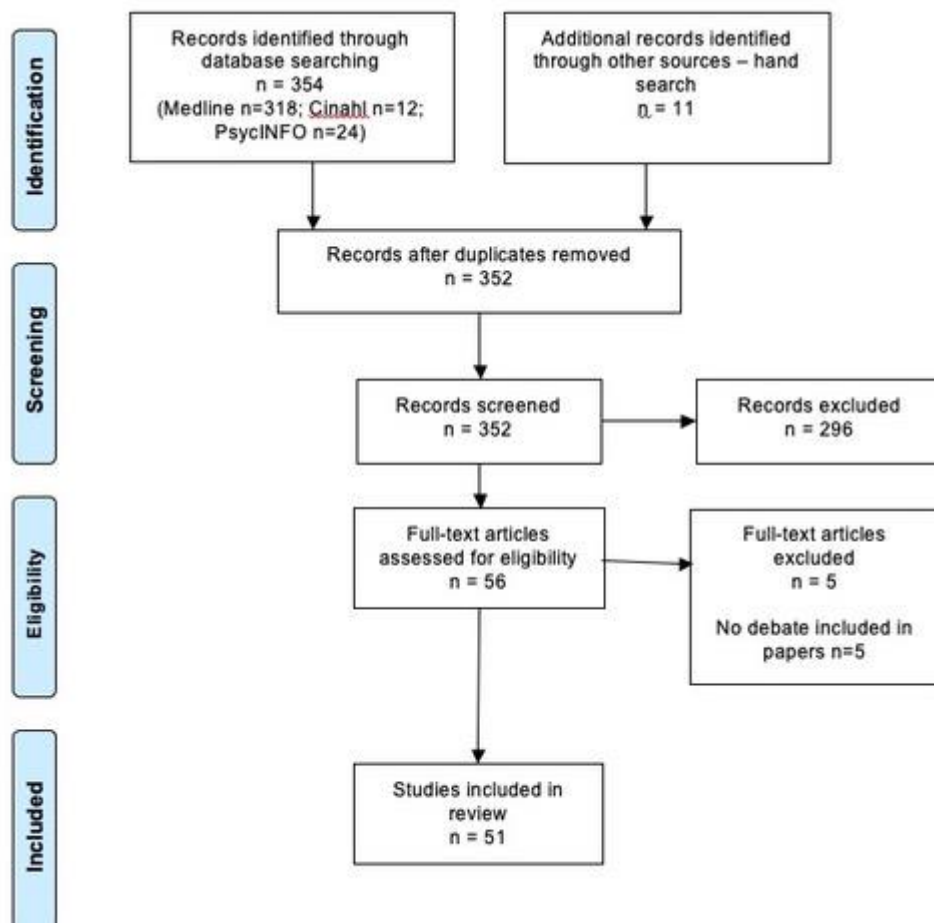 Identification
Records identified through
database searching
n = 354
(Medline n=318; Cinahl n=12;
PsycINFO n=24)
Additional records identified
through other sources – hand
search
n = 11
Records after duplicates removed
n = 352
Screening
Records screened
n = 352
Records excluded
n = 296
Eligibility
Full-text articles
assessed for eligibility
n = 56
Full-text articles
excluded
n = 5
No debate included in
papers n=5
Included
Studies included in
review
n = 51